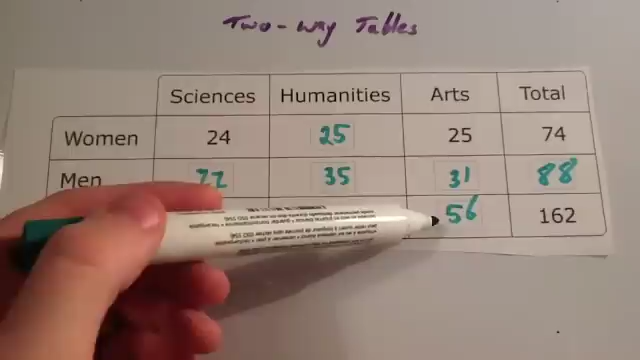 Two-way Tables
Sciences Humanities Arts Total
Women 24 25 25 74
Men 22 35 31 88
56 162